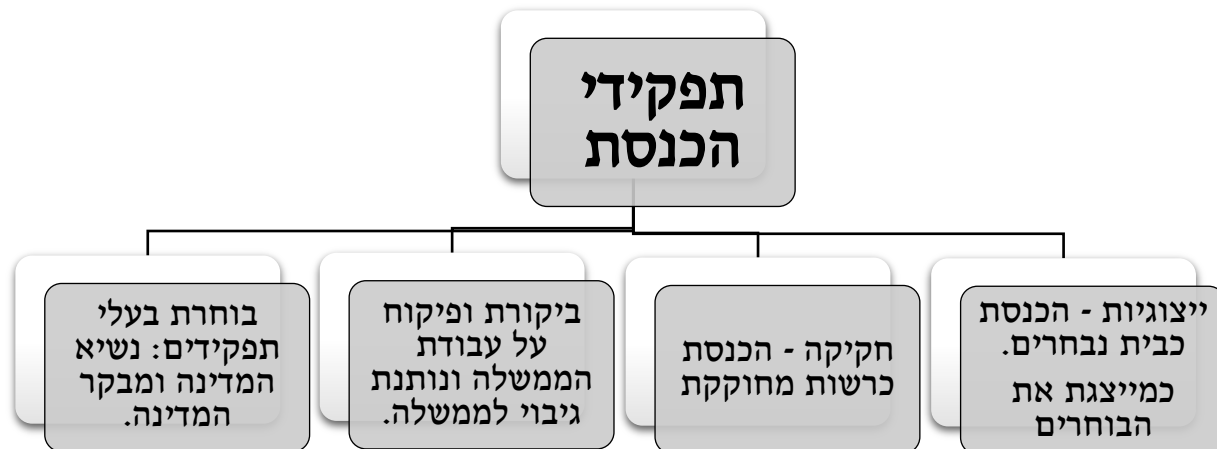 תפקידי
הכנסת
ייצוגיות - הכנסת
כבית נבחרים.
כמייצגת את
הבוחרים
חקיקה - הכנסת
כרשות מחוקקת
ביקורת ופיקוח
על עבודת
הממשלה ונותנת
גיבוי לממשלה.
בוחרת בעלי
תפקידים: נשיא
המדינה ומבקר
המדינה.